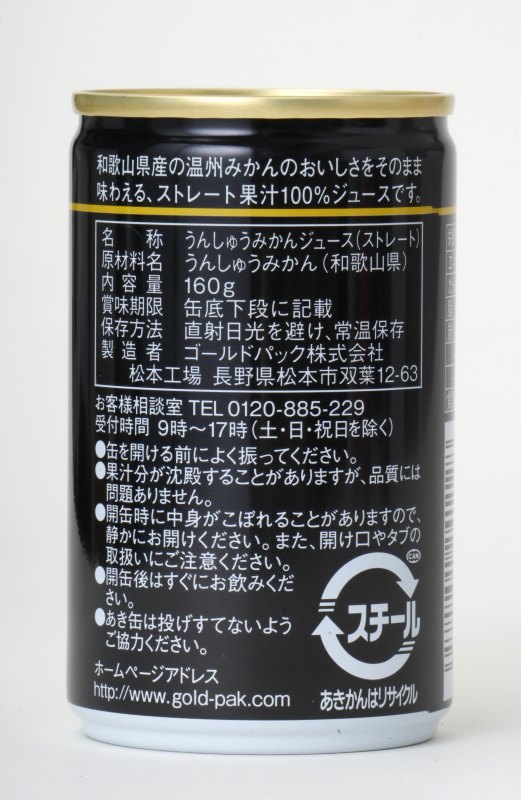 和歌山県産の温州みかんのおいしさをそのまま
味わえる、ストレート果汁100%ジュースです。
名称 うんしゅうみかんジュース(ストレート)
原材料名 うんしゅうみかん(和歌山県)
内容量 160g
賞味期限 缶底下段に記載
保存方法 直射日光を避け、常温保存
製造者 ゴールドパック株式会社
松本工場 長野県松本市双葉12-63
お客様相談室 TEL 0120-885-229
受付時間 9時〜17時(土・日・祝日を除く)
●缶を開ける前によく振ってください。
●果汁分が沈殿することがありますが、品質には
問題ありません。
●開缶時に中身がこぼれることがありますので、
静かにお開けください。また、開け口やタブの
取扱いにご注意ください。
●開缶後はすぐにお飲みくだ
さい。
●あき缶は投げすてないよう
ご協力ください。
CAN
スチール
あきかんはリサイクル
ホームページアドレス
http://www.gold-pak.com